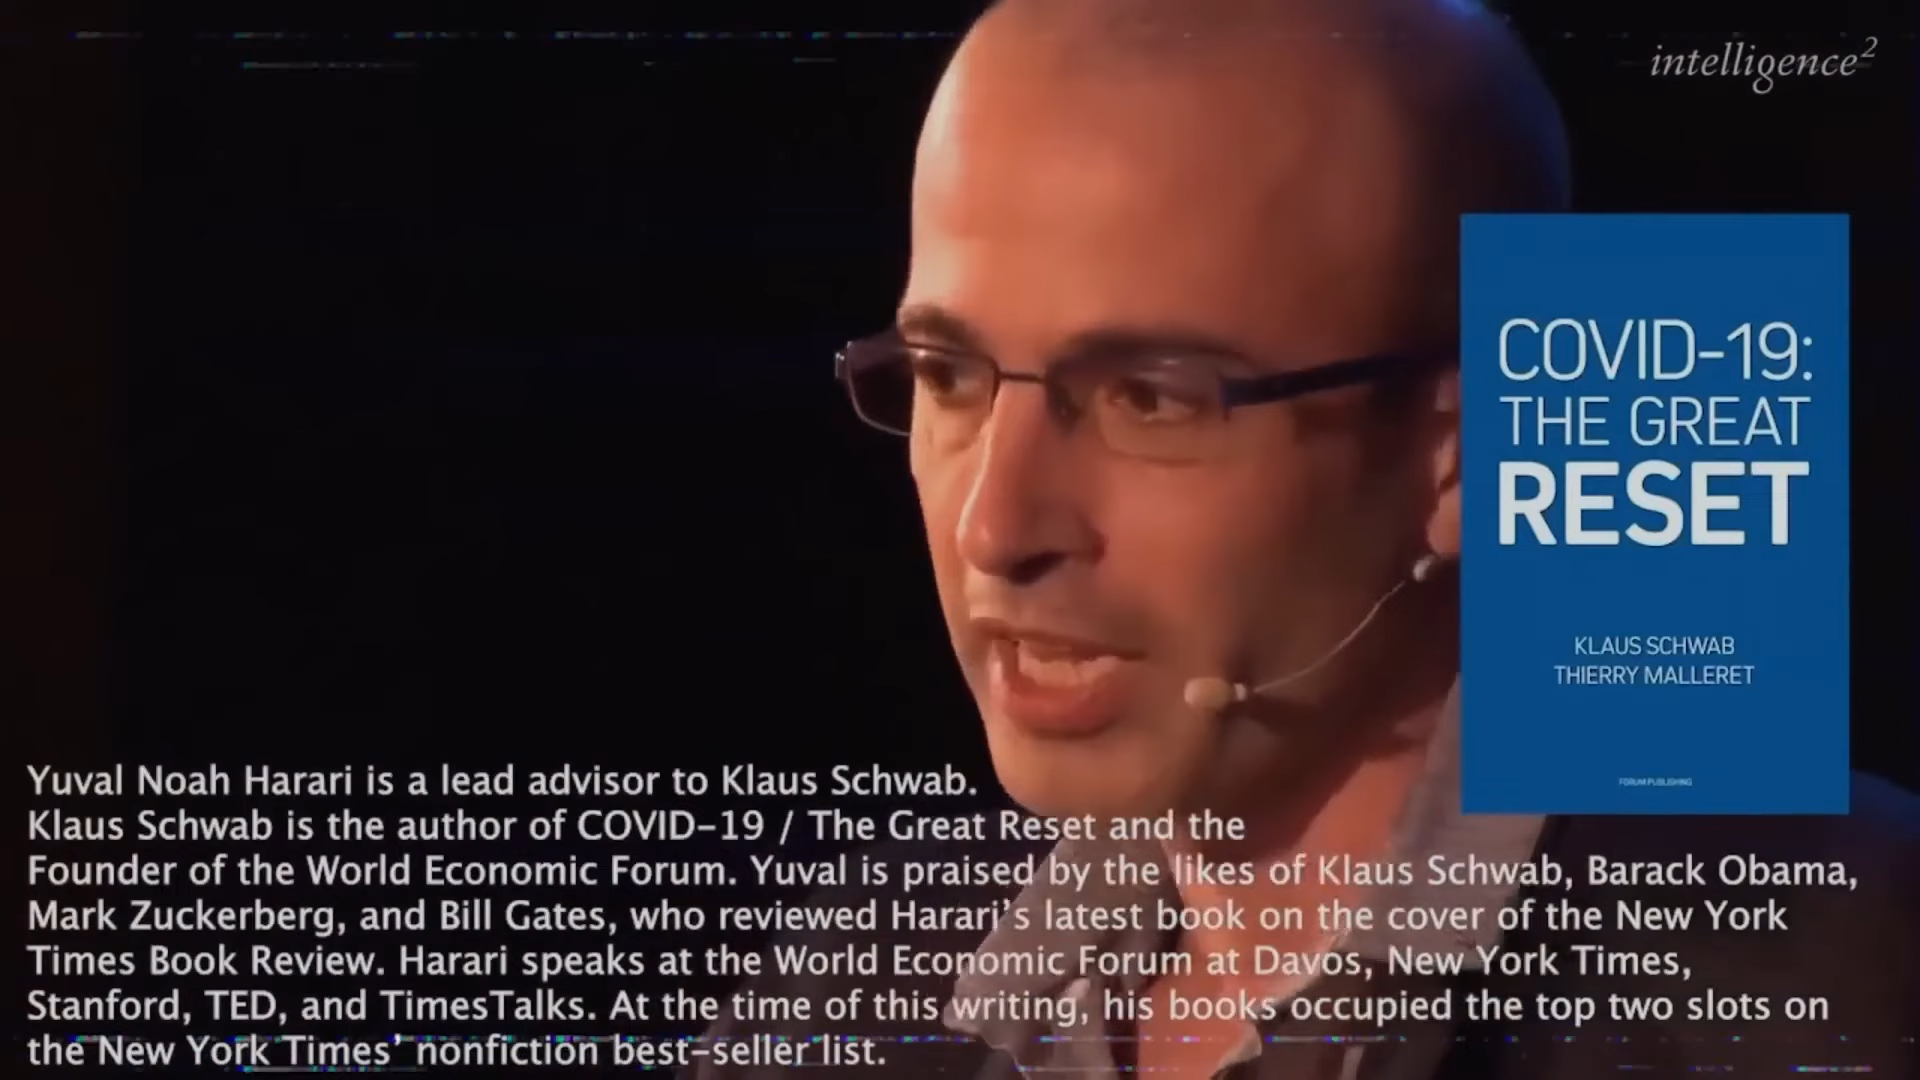 intelligence²
COVID-19:
THE GREAT
RESET
KLAUS SCHWAB
THIERRY MALLERET
FORUM PUBLISHING
Yuval Noah Harari is a lead advisor to Klaus Schwab.
Klaus Schwab is the author of COVID–19 / The Great Reset and the
Founder of the World Economic Forum. Yuval is praised by the likes of Klaus Schwab, Barack Obama,
Mark Zuckerberg, and Bill Gates, who reviewed Harari’s latest book on the cover of the New York
Times Book Review. Harari speaks at the World Economic Forum at Davos, New York Times,
Stanford, TED, and TimesTalks. At the time of this writing, his books occupied the top two slots on
the New York Times’ nonfiction best–seller list.